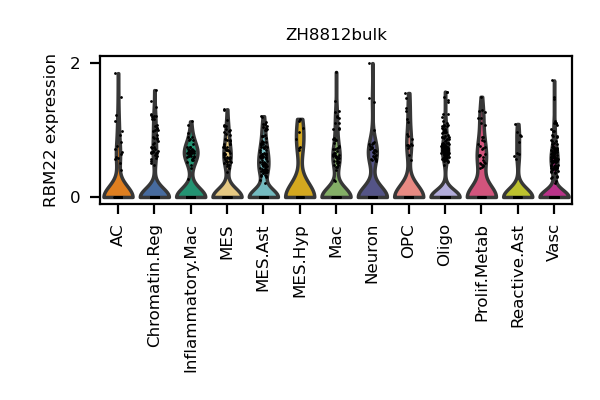 ZH8812bulk
RBM22 expression
2
0
AC
Chromatin.Reg
Inflammatory.Mac
MES
MES.Ast
MES.Hyp
Mac
Neuron
OPC
Oligo
Prolif.Metab
Reactive.Ast
Vasc